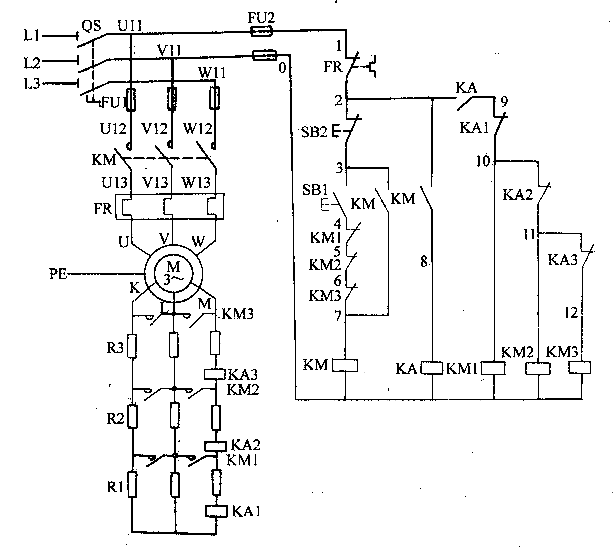 L1 QS U11 FU2
L2 V11 0 1
L3 W11 FR
FU1 2 KA 9
U12 V12 W12 SB2 KA1
KM 3 10
U13 V13 W13 SB1 KM KM KA2
FR 4
KM1 11
U V W 5 KA3
PE M 3~ KM2 8
K M 6
KM3 KM3 12
7
R3
KA3 KM KA KM1 KM2 KM3
KM2
R2
KA2
KM1
R1
KA1